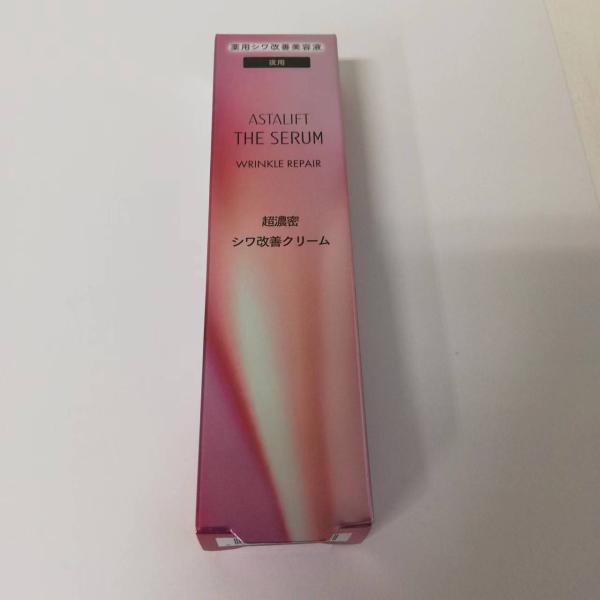 薬用シワ改善美容液
夜用
ASTALIFT
THE SERUM
WRINKLE REPAIR
超濃密
シワ改善クリーム